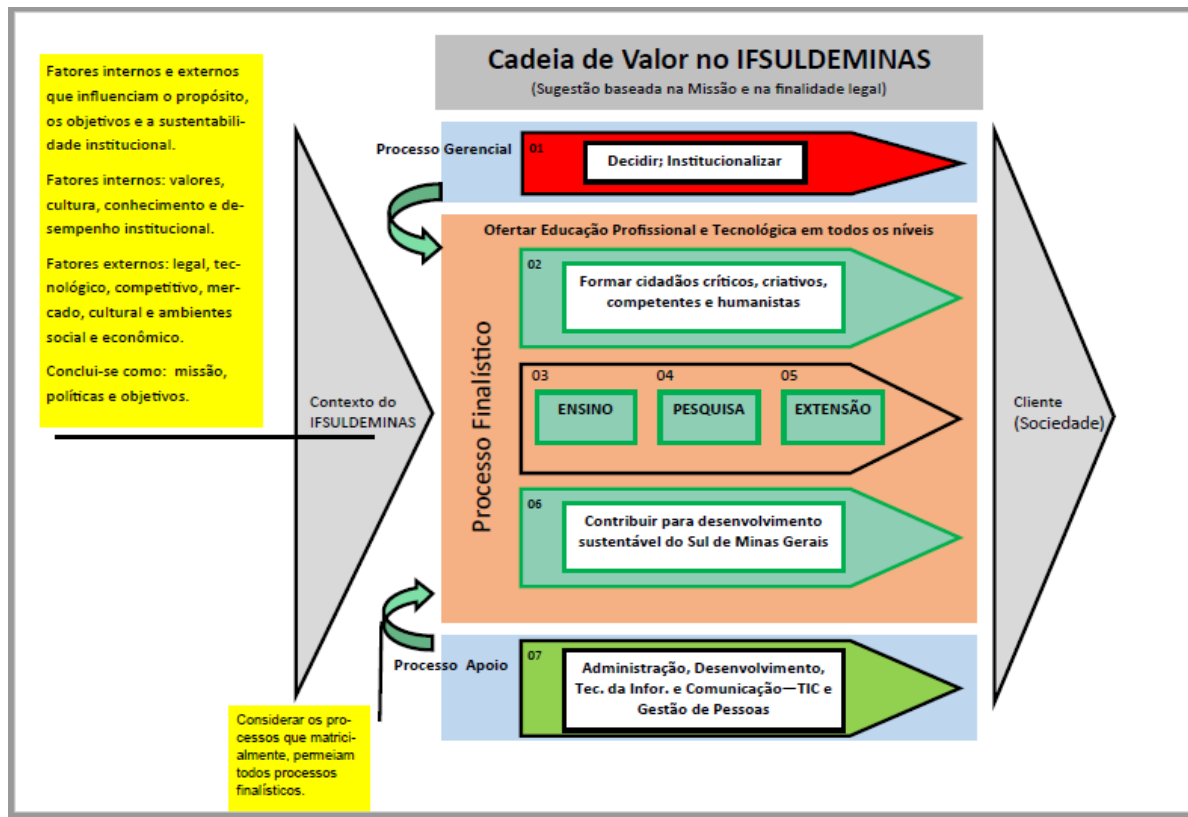 Cadeia de Valor no IFSULDEMINAS
(Sugestão baseada na Missão e na finalidade legal)
Fatores internos e externos
que influenciam o propósito,
os objetivos e a sustentabili-
dade institucional.
Fatores internos: valores,
cultura, conhecimento e de-
sempenho institucional.
Fatores externos: legal, tec-
nológico, competitivo, mer-
cado, cultural e ambientes
social e econômico.
Conclui-se como: missão,
políticas e objetivos.
Contexto do
IFSULDEMINAS
Processo Gerencial
01
Decidir; Institucionalizar
Ofertar Educação Profissional e Tecnológica em todos os níveis
Processo Finalístico
02
Formar cidadãos críticos, criativos,
competentes e humanistas
03 04 05
ENSINO PESQUISA EXTENSÃO
06
Contribuir para desenvolvimento
sustentável do Sul de Minas Gerais
Processo Apoio
07
Administração, Desenvolvimento,
Tec. da Infor. e Comunicação—TIC e
Gestão de Pessoas
Cliente
(Sociedade)
Considerar os pro-
cessos que matrici-
almente, permeiam
todos processos
finalísticos.